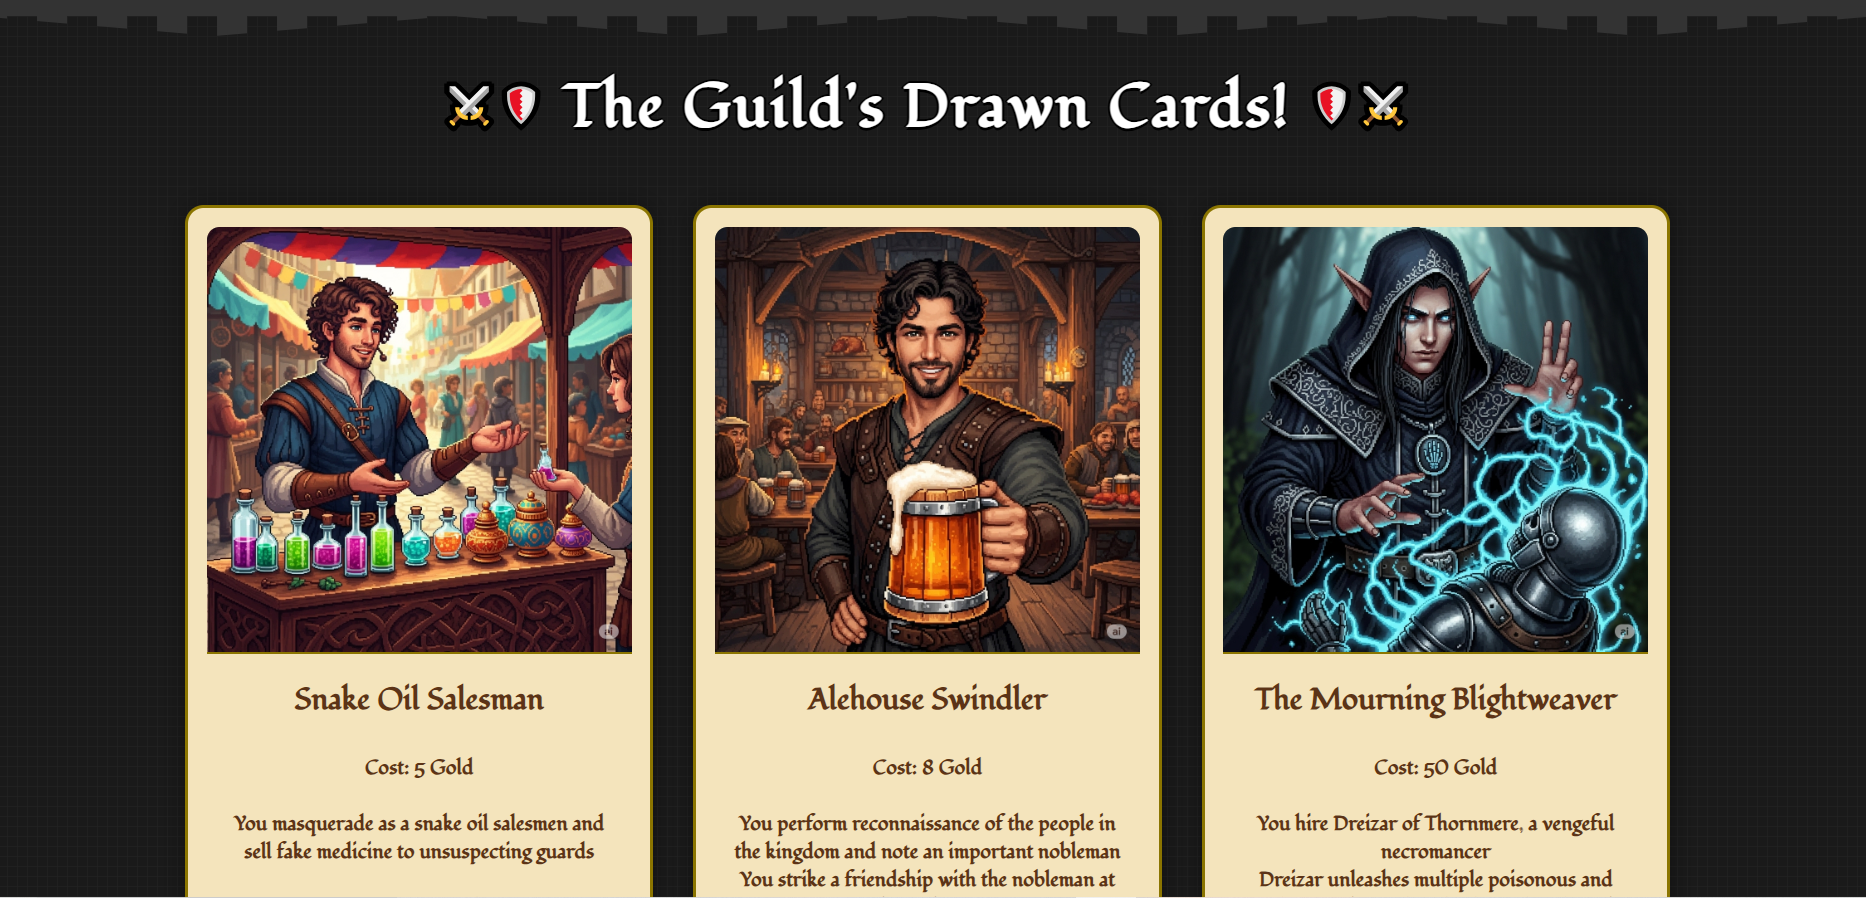 The Guild's Drawn Cards!
Snake Oil Salesman
Cost: 5 Gold
You masquerade as a snake oil salesmen and
sell fake medicine to unsuspecting guards
Alehouse Swindler
Cost: 8 Gold
You perform reconnaissance of the people in
the kingdom and note an important nobleman
You strike a friendship with the nobleman at
The Mourning Blightweaver
Cost: 50 Gold
You hire Dreizar of Thornmere, a vengeful
necromancer
Dreizar unleashes multiple poisonous and
ai
ai
ai